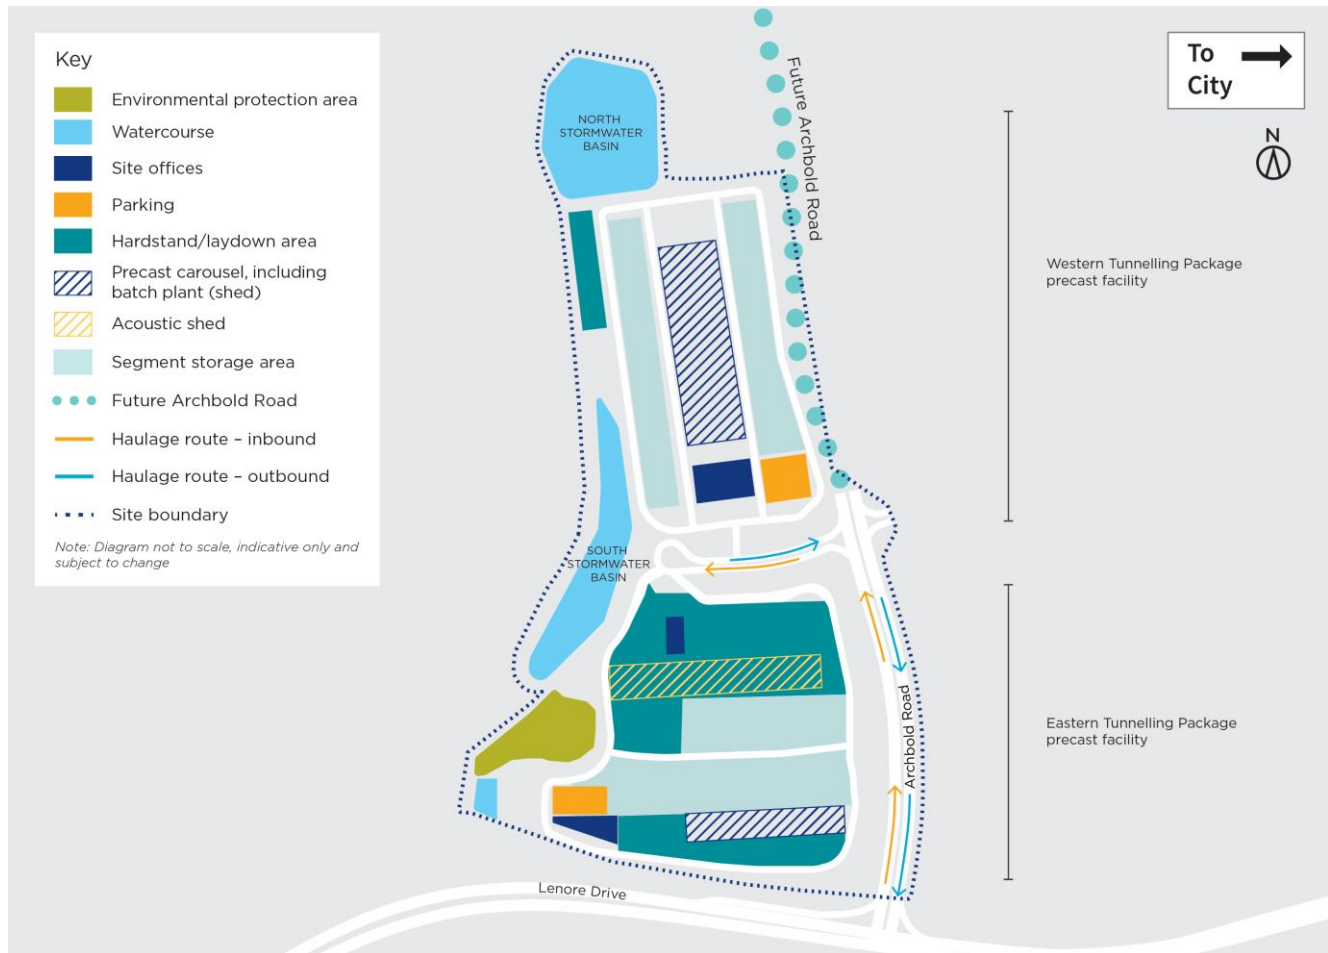 Key
Environmental protection area
Watercourse
Site offices
Parking
Hardstand/laydown area
Precast carousel, including
batch plant (shed)
Acoustic shed
Segment storage area
Future Archbold Road
Haulage route – inbound
Haulage route – outbound
Site boundary
Note: Diagram not to scale, indicative only and
subject to change
NORTH
STORMWATER
BASIN
Future Archbold Road
SOUTH
STORMWATER
BASIN
Archbold Road
Lenore Drive
To
City
N
Western Tunnelling Package
precast facility
Eastern Tunnelling Package
precast facility